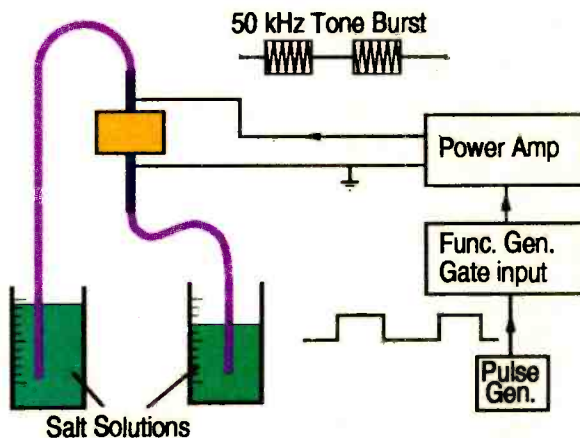 50 kHz Tone Burst
Power Amp
Func. Gen.
Gate input
Pulse
Gen.
Salt Solutions